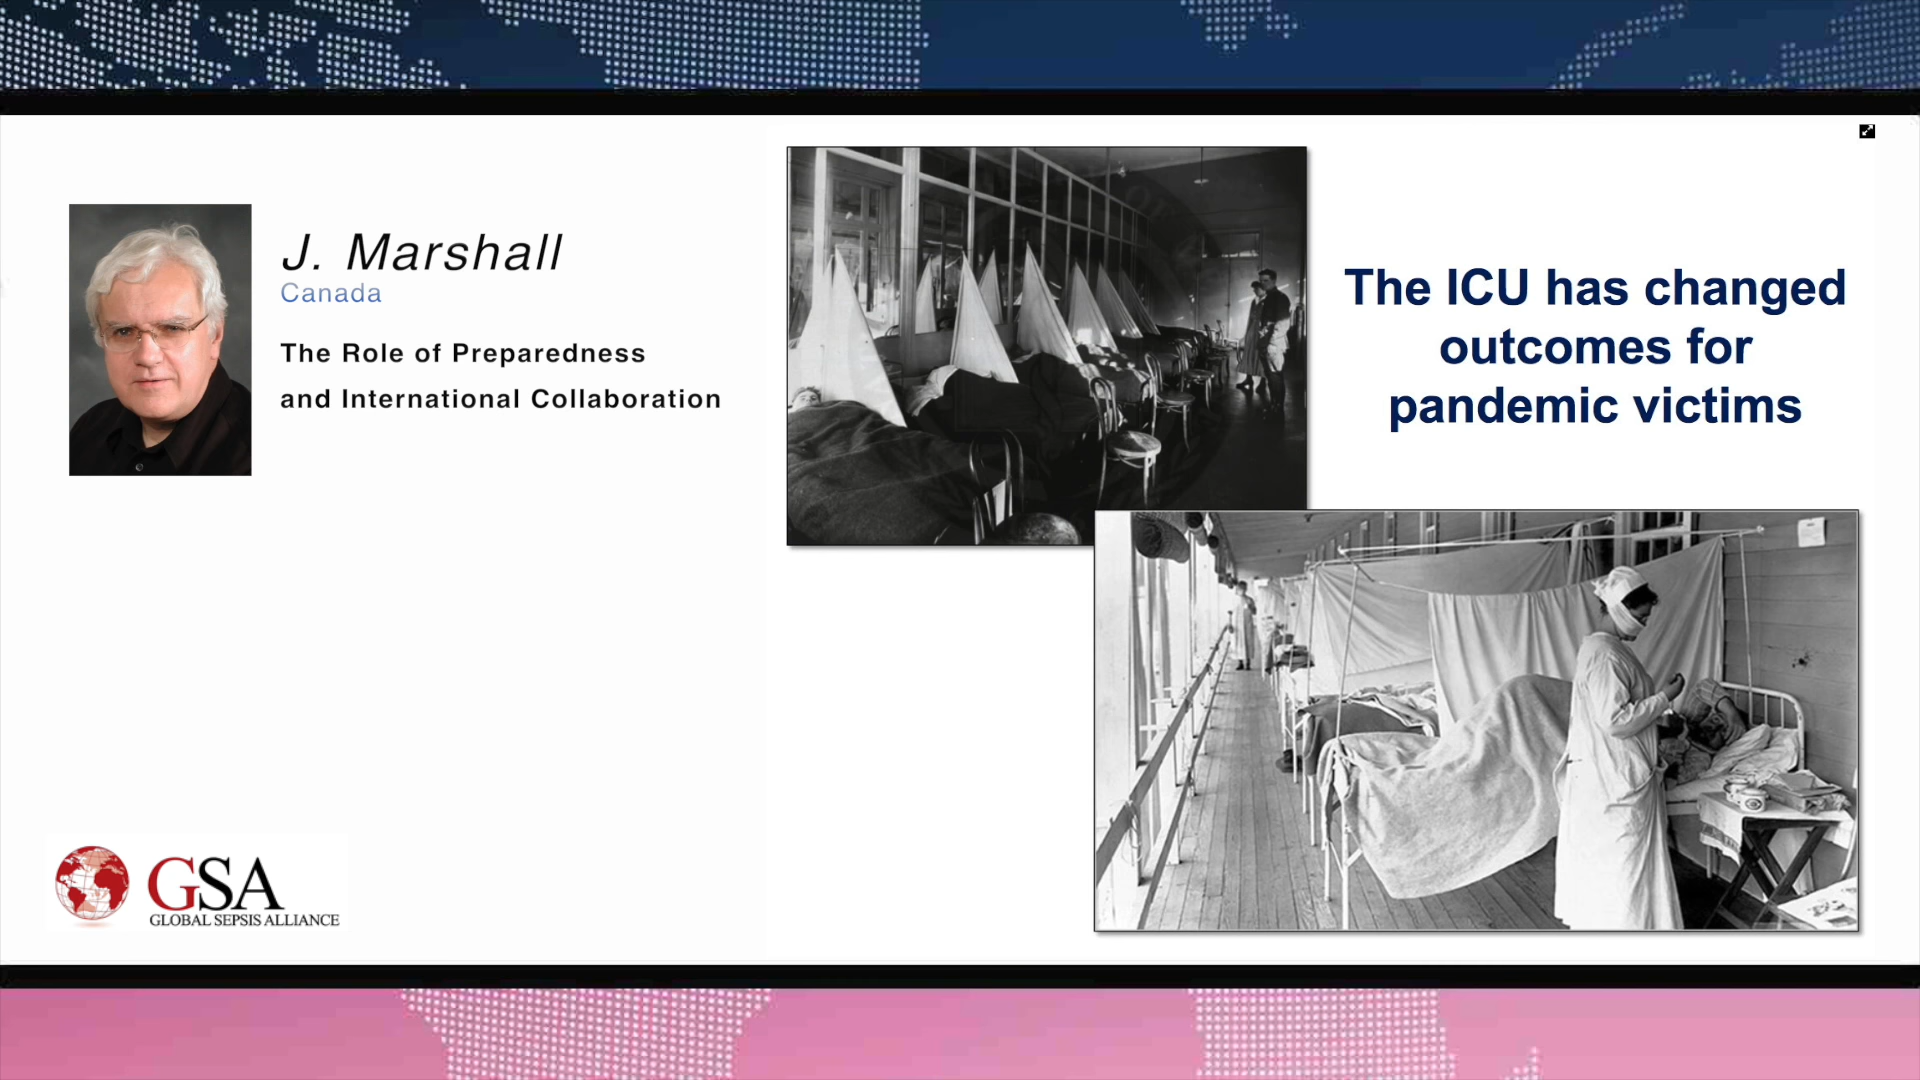 J. Marshall
Canada
The Role of Preparedness
and International Collaboration
The ICU has changed
outcomes for
pandemic victims
GSA
GLOBAL SEPSIS ALLIANCE